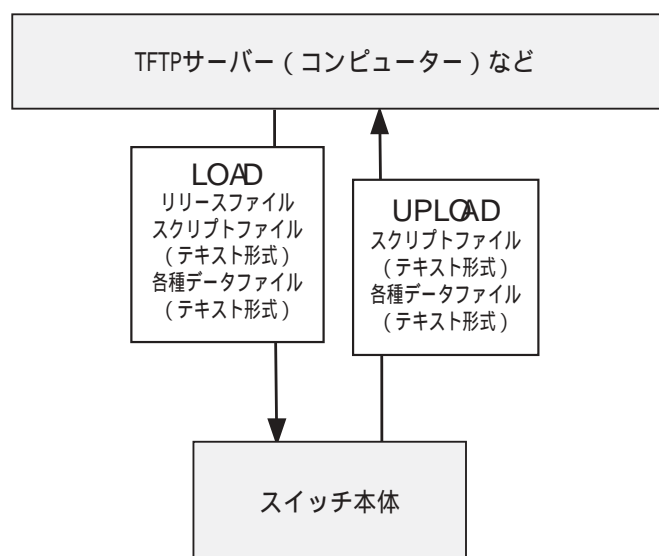 TFTPサーバー（コンピューター）など
LOAD
リリースファイル
スクリプトファイル
（テキスト形式）
各種データファイル
（テキスト形式）
UPLOAD
スクリプトファイル
（テキスト形式）
各種データファイル
（テキスト形式）
スイッチ本体